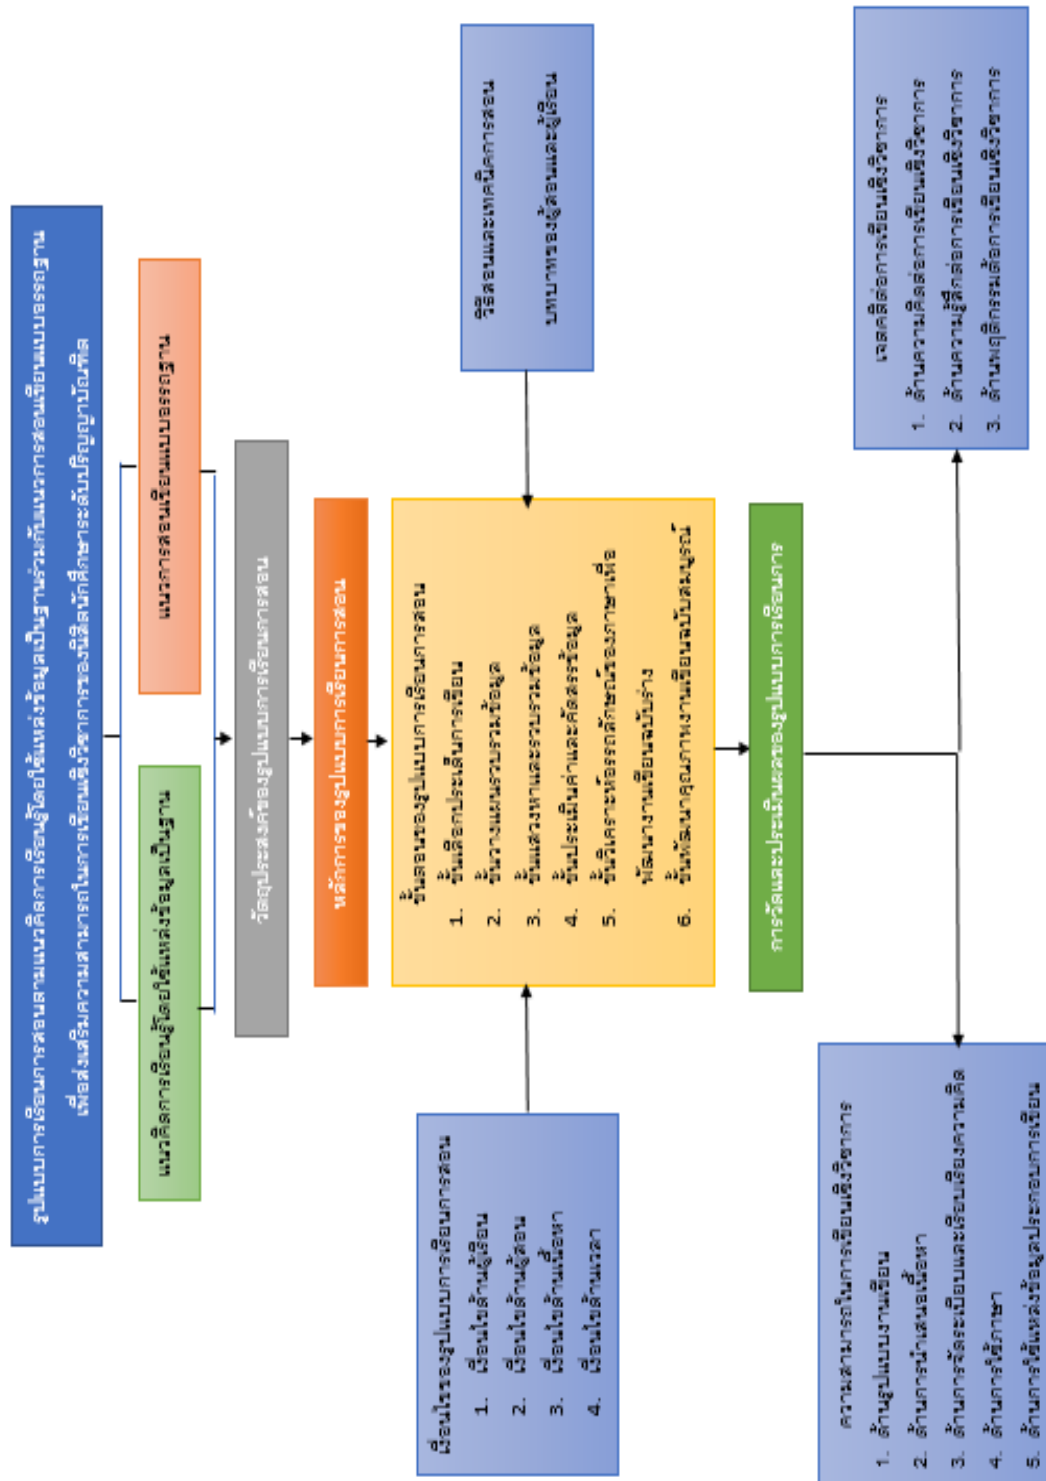 รูปแบบการเรียนการสอนตามแนวคิดการเรียนรู้โดยใช้แหล่งข้อมูลเป็นฐานร่วมกับแนวการสอนเขียนแบบอรรถฐาน
เพื่อส่งเสริมความสามารถในการเขียนเชิงวิชาการของนิสิตนักศึกษาระดับปริญญาบัณฑิต
แนวคิดการเรียนรู้โดยใช้แหล่งข้อมูลเป็นฐาน
แนวการสอนเขียนแบบอรรถฐาน
วัตถุประสงค์ของรูปแบบการเรียนการสอน
หลักการของรูปแบบการเรียนการสอน
เงื่อนไขของรูปแบบการเรียนการสอน
1. เงื่อนไขด้านผู้เรียน
2. เงื่อนไขด้านผู้สอน
3. เงื่อนไขด้านเนื้อหา
4. เงื่อนไขด้านเวลา
ขั้นตอนของรูปแบบการเรียนการสอน
1. ขั้นเลือกประเด็นการเขียน
2. ขั้นวางแผนรวบรวมข้อมูล
3. ขั้นแสวงหาและรวบรวมข้อมูล
4. ขั้นประเมินค่าและคัดสรรข้อมูล
5. ขั้นวิเคราะห์อรรถลักษณ์ของภาษาเพื่อ
พัฒนางานเขียนฉบับร่าง
6. ขั้นพัฒนาคุณภาพงานเขียนฉบับสมบูรณ์
วิธีสอนและเทคนิคการสอน
บทบาทของผู้สอนและผู้เรียน
การวัดและประเมินผลของรูปแบบการเรียนการ
ความสามารถในการเขียนเชิงวิชาการ
1. ด้านรูปแบบงานเขียน
2. ด้านการนำเสนอเนื้อหา
3. ด้านการจัดระเบียบและเรียบเรียงความคิด
4. ด้านการใช้ภาษา
5. ด้านการใช้แหล่งข้อมูลประกอบการเขียน
เจตคติต่อการเขียนเชิงวิชาการ
1. ด้านความคิดต่อการเขียนเชิงวิชาการ
2. ด้านความรู้สึกต่อการเขียนเชิงวิชาการ
3. ด้านพฤติกรรมต่อการเขียนเชิงวิชาการ